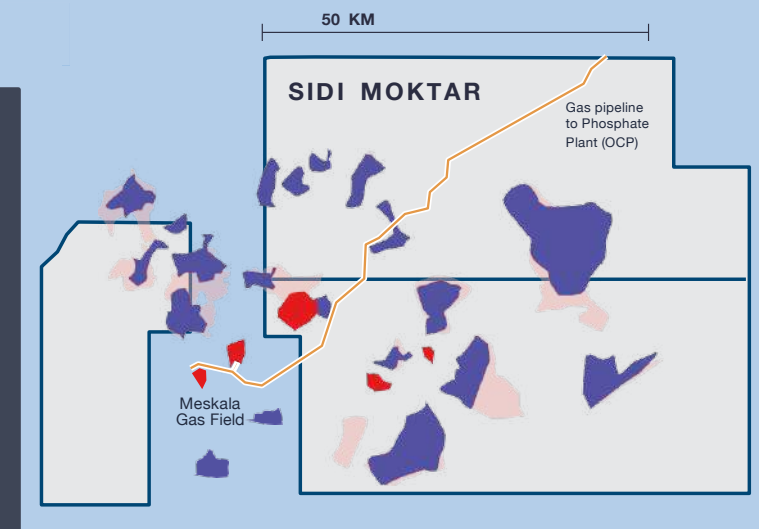 50 KM
SIDI MOKTAR
Gas pipeline
to Phosphate
Plant (OCP)
Meskala
Gas Field